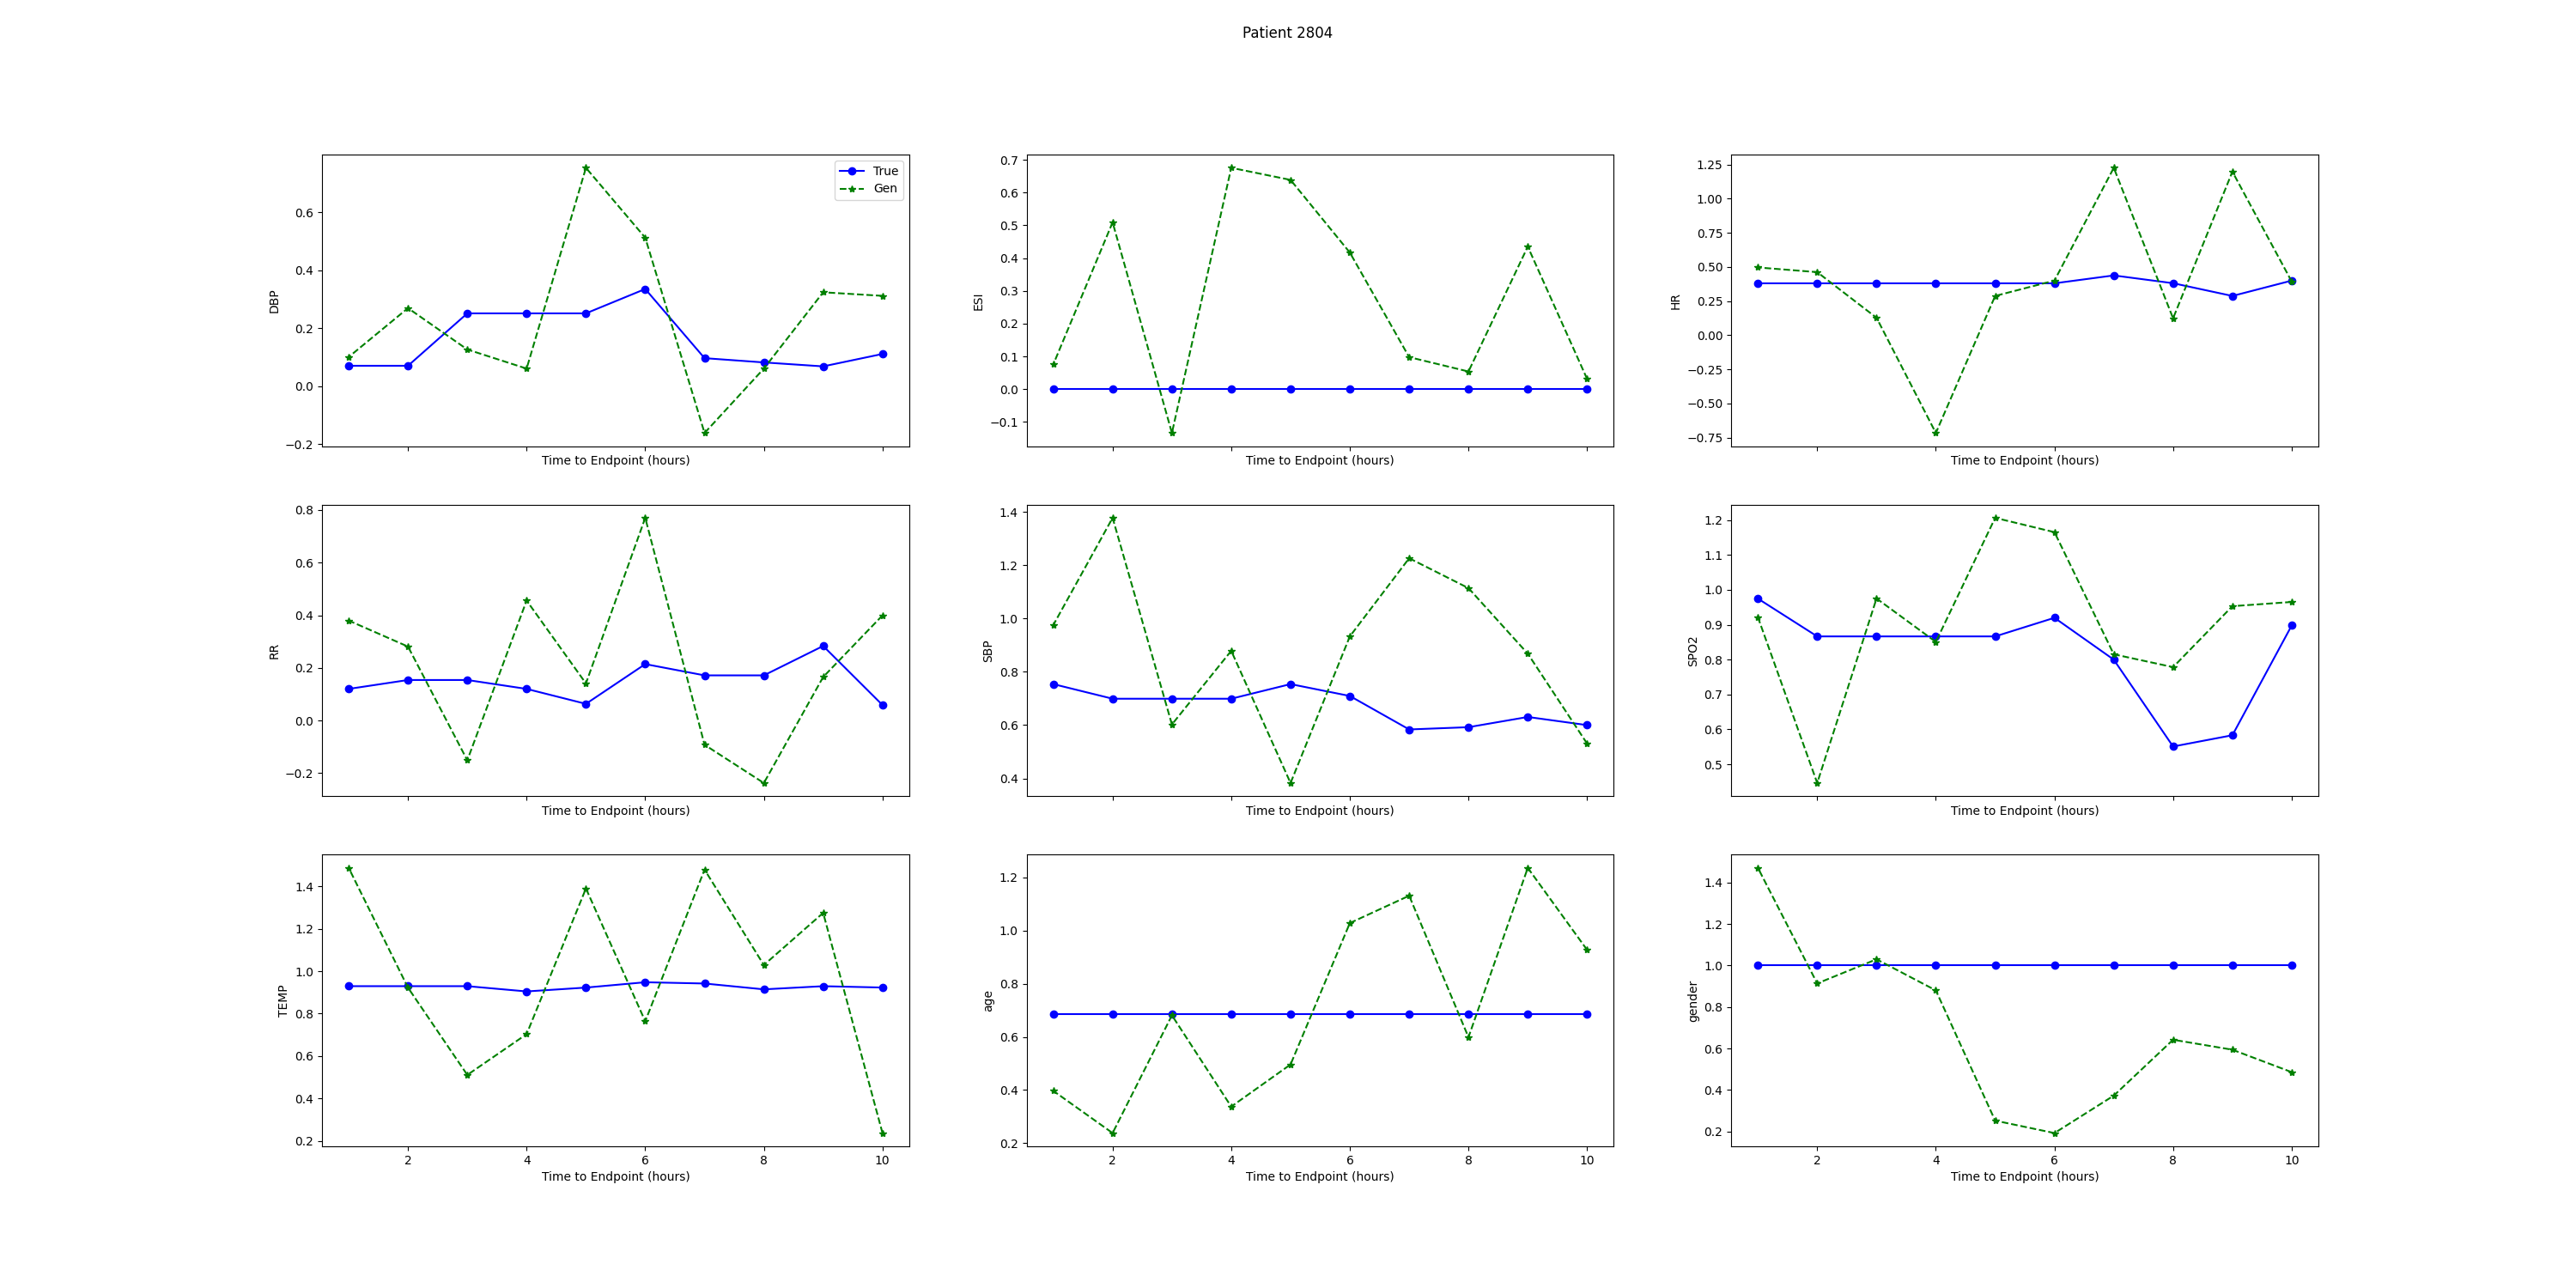 Patient 2804
True
Gen
DBP
0.6
0.4
0.2
0.0
−0.2
Time to Endpoint (hours)
ESI
0.7
0.6
0.5
0.4
0.3
0.2
0.1
0.0
−0.1
Time to Endpoint (hours)
HR
1.25
1.00
0.75
0.50
0.25
0.00
−0.25
−0.50
−0.75
Time to Endpoint (hours)
RR
0.8
0.6
0.4
0.2
0.0
−0.2
Time to Endpoint (hours)
SBP
1.4
1.2
1.0
0.8
0.6
0.4
Time to Endpoint (hours)
SPO2
1.2
1.1
1.0
0.9
0.8
0.7
0.6
0.5
Time to Endpoint (hours)
TEMP
1.4
1.2
1.0
0.8
0.6
0.4
0.2
2 4 6 8 10
Time to Endpoint (hours)
age
1.2
1.0
0.8
0.6
0.4
0.2
2 4 6 8 10
Time to Endpoint (hours)
gender
1.4
1.2
1.0
0.8
0.6
0.4
0.2
2 4 6 8 10
Time to Endpoint (hours)